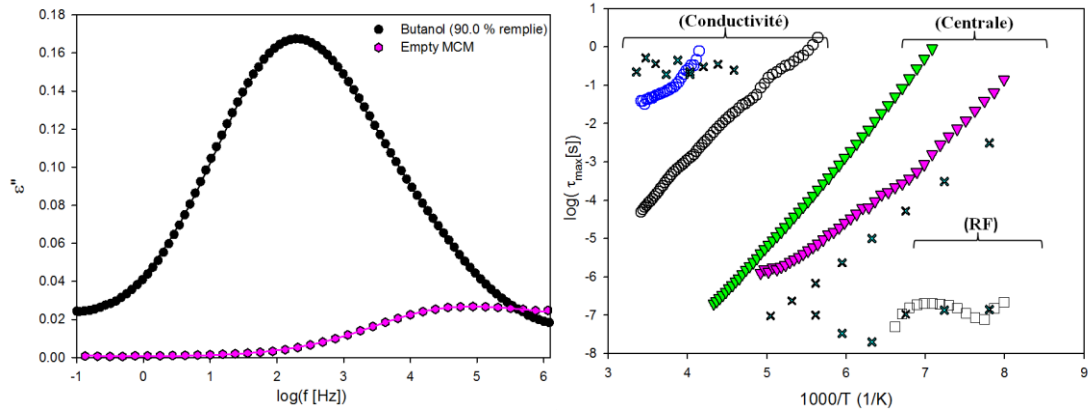 Butanol (90.0 % remplie)
Empty MCM
0.18
0.16
0.14
0.12
0.10
0.08
0.06
0.04
0.02
0.00
ε''
-1 0 1 2 3 4 5 6
log(f [Hz])
(Conductivité)
(Centrale)
(RF)
1
0
-1
-2
-3
-4
-5
-6
-7
-8
log( τmax[s])
3 4 5 6 7 8 9
1000/T (1/K)